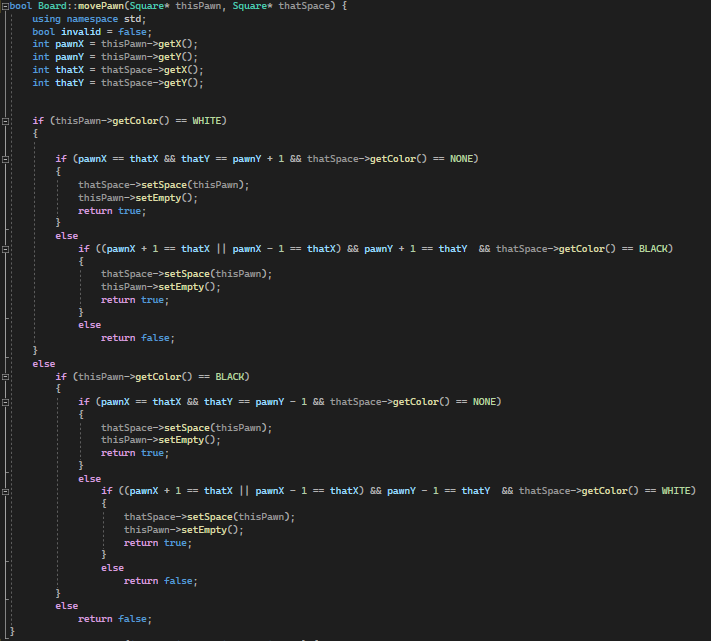 bool Board::movePawn(Square* thisPawn, Square* thatSpace) {
    using namespace std;
    bool invalid = false;
    int pawnX = thisPawn->getX();
    int pawnY = thisPawn->getY();
    int thatX = thatSpace->getX();
    int thatY = thatSpace->getY();
    if (thisPawn->getColor() == WHITE)
    {
        if (pawnX == thatX && thatY == pawnY + 1 && thatSpace->getColor() == NONE)
        {
            thatSpace->setSpace(thisPawn);
            thisPawn->setEmpty();
            return true;
        }
        else
            if ((pawnX + 1 == thatX || pawnX - 1 == thatX) && pawnY + 1 == thatY  && thatSpace->getColor() == BLACK)
            {
                thatSpace->setSpace(thisPawn);
                thisPawn->setEmpty();
                return true;
            }
            else
                return false;
    }
    else
        if (thisPawn->getColor() == BLACK)
        {
            if (pawnX == thatX && thatY == pawnY - 1 && thatSpace->getColor() == NONE)
            {
                thatSpace->setSpace(thisPawn);
                thisPawn->setEmpty();
                return true;
            }
            else
                if ((pawnX + 1 == thatX || pawnX - 1 == thatX) && pawnY - 1 == thatY  && thatSpace->getColor() == WHITE)
                {
                    thatSpace->setSpace(thisPawn);
                    thisPawn->setEmpty();
                    return true;
                }
                else
                    return false;
        }
        else
            return false;
}